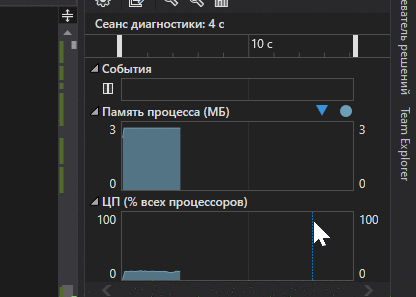 Сеанс диагностики: 4 с
10 с
События
Память процесса (МБ)
3
3
0
0
ЦП (% всех процессоров)
100
100
0
0
еватель решений
Team Explorer